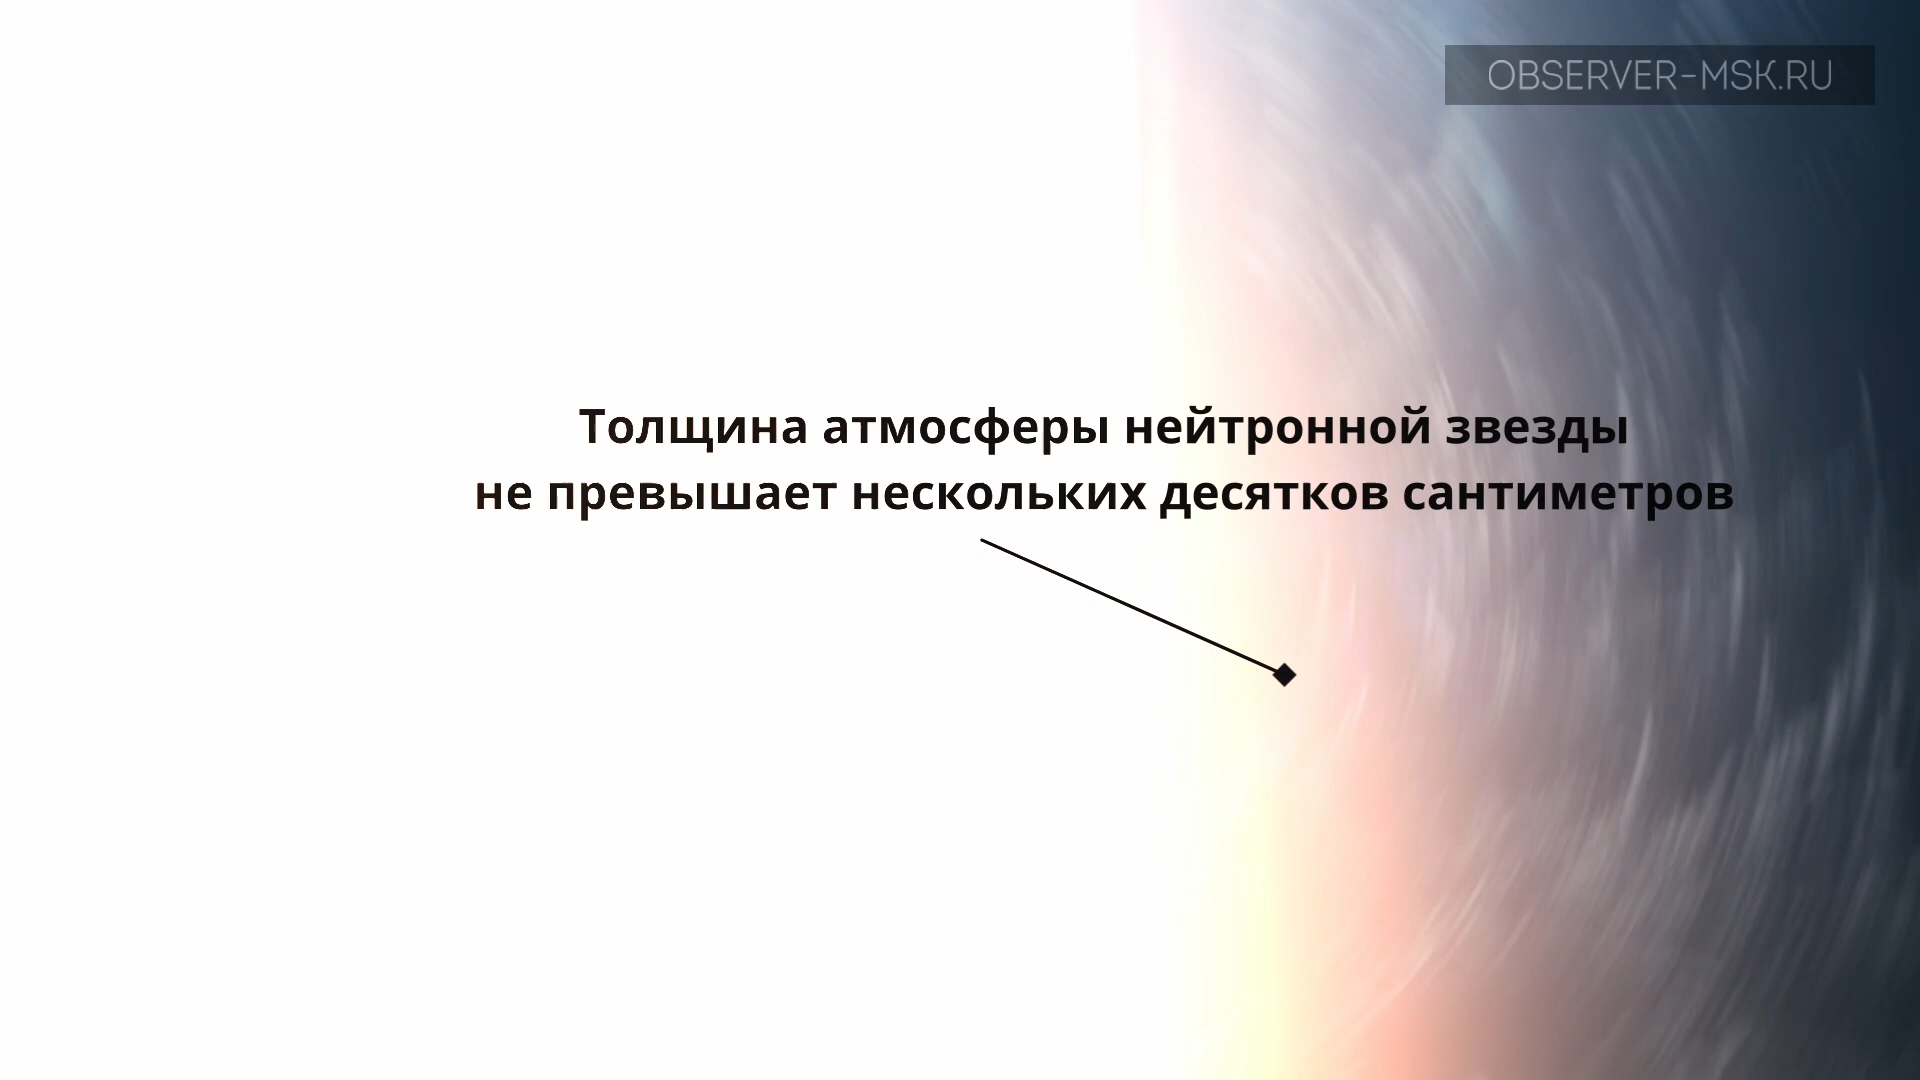 OBSERVER-MSK.RU
Толщина атмосферы нейтронной звезды
не превышает нескольких десятков сантиметров